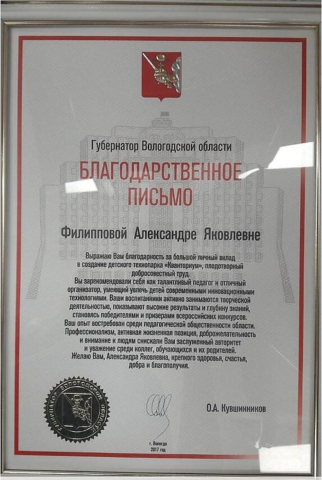 Губернатор Вологодской области
БЛАГОДАРСТВЕННОЕ
ПИСЬМО
Филипповой Александре Яковлевне
Выражаю Вам благодарность за большой личный вклад
в создание детского технопарка «Кванториум», плодотворный
добросовестный труд.
Вы зарекомендовали себя как талантливый педагог и отличный
организатор, умеющий увлечь детей современными инновационными
технологиями. Ваши воспитанники активно занимаются творческой
деятельностью, показывают высокие результаты и глубину знаний,
становясь победителями и призерами всероссийских конкурсов.
Ваш опыт востребован среди педагогической общественности области.
Профессионализм, активная жизненная позиция, доброжелательность
и внимание к людям снискали Вам заслуженный авторитет
и уважение среди коллег, обучающихся и их родителей.
Желаю Вам, Александра Яковлевна, крепкого здоровья, счастья,
добра и благополучия.
О.А. Кувшинников
г. Вологда
2017 год